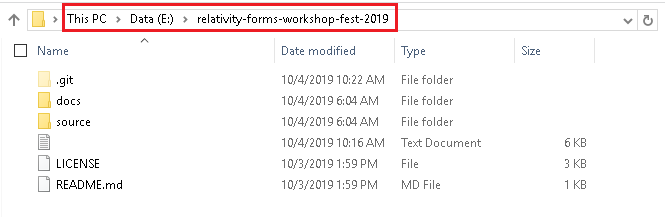 This PC > Data (E:) > relativity-forms-workshop-fest-2019
Name Date modified Type Size
.git 10/4/2019 10:22 AM File folder
docs 10/4/2019 6:04 AM File folder
source 10/4/2019 6:04 AM File folder
10/4/2019 10:16 AM Text Document 6 KB
LICENSE 10/3/2019 1:59 PM File 3 KB
README.md 10/3/2019 1:59 PM MD File 1 KB